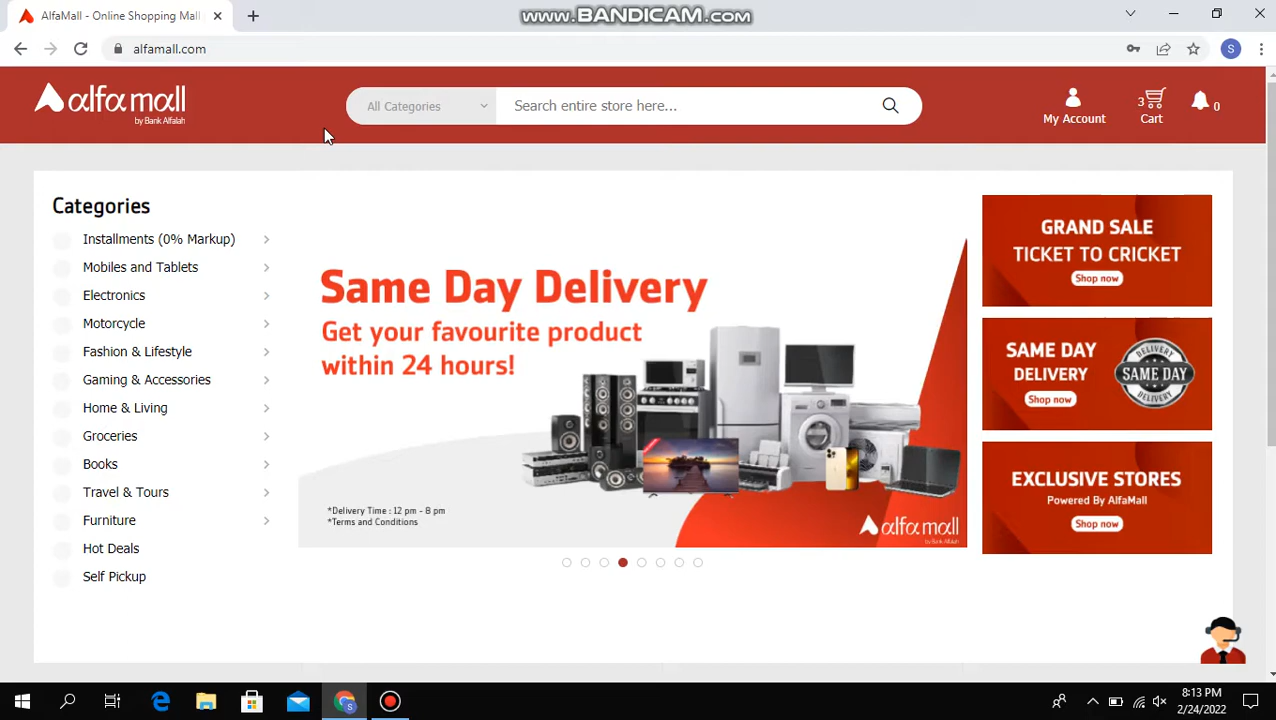 www.BANDICAM.com
AlfaMall - Online Shopping Mall
alfamall.com
S
alfa mall
by Bank Alfalah
All Categories
Search entire store here...
My Account
3
Cart
0
Categories
Installments (0% Markup)
Mobiles and Tablets
Electronics
Motorcycle
Fashion & Lifestyle
Gaming & Accessories
Home & Living
Groceries
Books
Travel & Tours
Furniture
Hot Deals
Self Pickup
Same Day Delivery
Get your favourite product
within 24 hours!
*Delivery Time : 12 pm - 8 pm
*Terms and Conditions
alfa mall
by Bank Alfalah
GRAND SALE
TICKET TO CRICKET
Shop now
SAME DAY
DELIVERY
Shop now
DELIVERY
SAME DAY
DELIVERY
EXCLUSIVE STORES
Powered By AlfaMall
Shop now
8:13 PM
2/24/2022